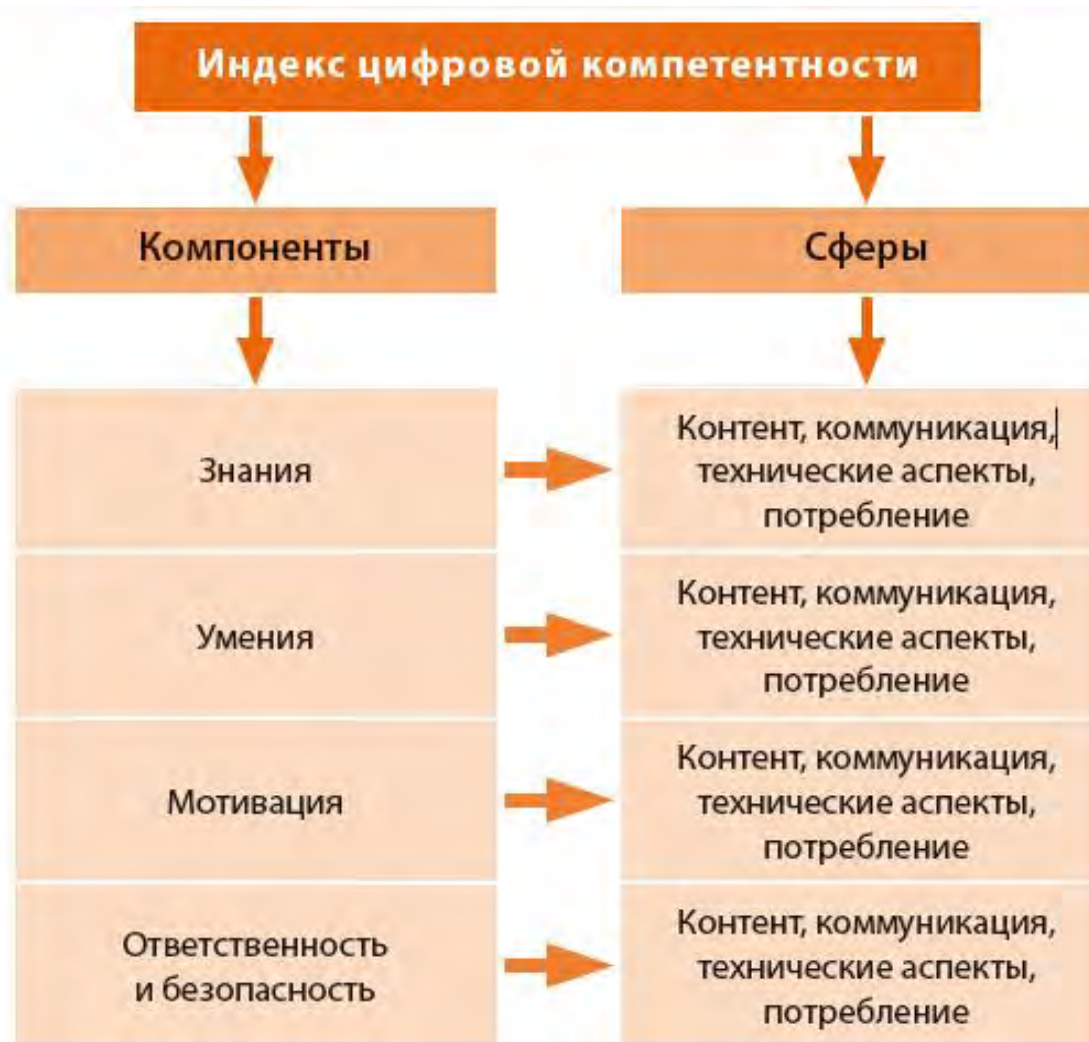 Индекс цифровой компетентности
Компоненты
Сферы
Знания
Контент, коммуникация,
технические аспекты,
потребление
Умения
Контент, коммуникация,
технические аспекты,
потребление
Мотивация
Контент, коммуникация,
технические аспекты,
потребление
Ответственность
и безопасность
Контент, коммуникация,
технические аспекты,
потребление